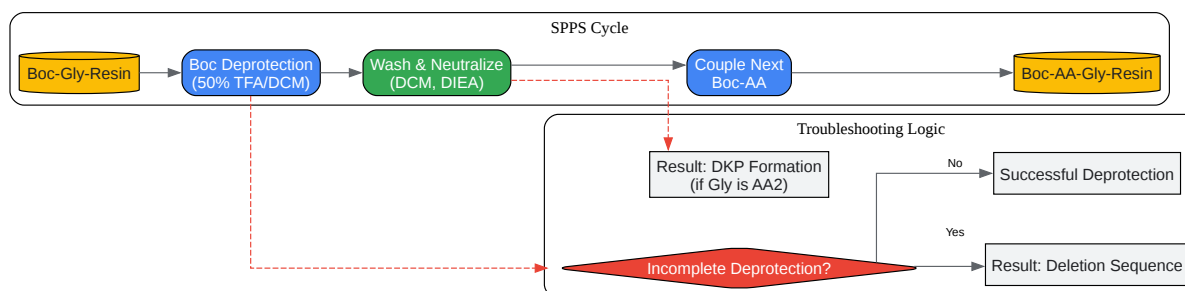 SPPS Cycle
Boc-Gly-Resin
Boc Deprotection
(50% TFA/DCM)
Wash & Neutralize
(DCM, DIEA)
Couple Next
Boc-AA
Boc-AA-Gly-Resin
Troubleshooting Logic
Result: DKP Formation
(if Gly is AA2)
No
Successful Deprotection
Incomplete Deprotection?
Yes
Result: Deletion Sequence